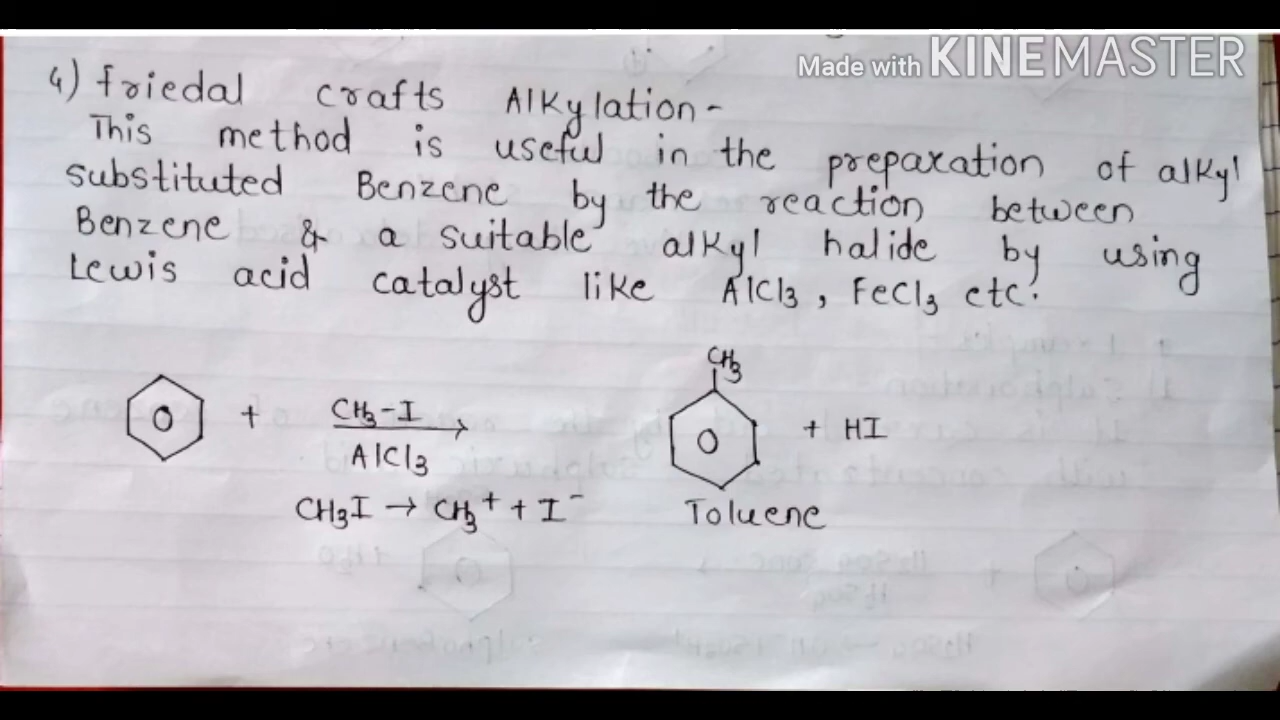 Made with KINEMASTER
4) friedal crafts Alkylation-
This method is useful in the preparation of alkyl
substituted Benzene by the reaction between
Benzene & a suitable alkyl halide by using
Lewis acid catalyst like AlCl3, FeCl3 etc.
CH3
+ CH3-I + HI
AlCl3
CH3I → CH3+ + I- Toluene